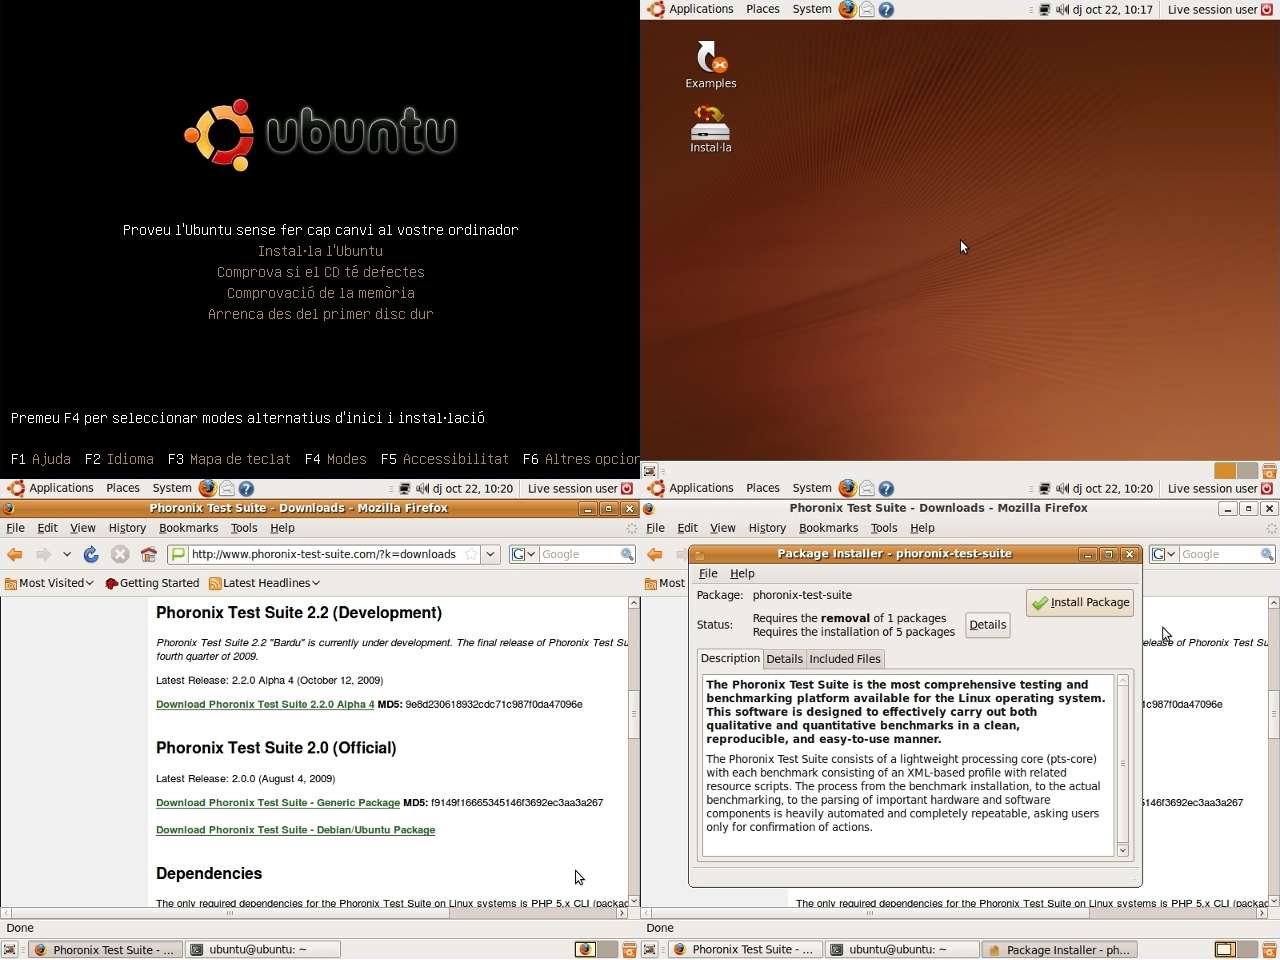 ubuntu
Proveu l'Ubuntu sense fer cap canvi al vostre ordinador
Instal·la l'Ubuntu
Comprova si el CD té defectes
Comprovació de la memòria
Arrenca des del primer disc dur
Premeu F4 per seleccionar modes alternatius d'inici i instal·lació
F1 Ajuda F2 Idioma F3 Mapa de teclat F4 Modes F5 Accessibilitat F6 Altres opcion
Applications Places System dj oct 22, 10:17 Live session user
Examples
Instal·la
Applications Places System dj oct 22, 10:20 Live session user
Phoronix Test Suite - Downloads - Mozilla Firefox
File Edit View History Bookmarks Tools Help
http://www.phoronix-test-suite.com/?k=downloads Google
Most Visited Getting Started Latest Headlines
Phoronix Test Suite 2.2 (Development)
Phoronix Test Suite 2.2 "Bardu" is currently under development. The final release of Phoronix Test Su
fourth quarter of 2009.
Latest Release: 2.2.0 Alpha 4 (October 12, 2009)
Download Phoronix Test Suite 2.2.0 Alpha 4 MD5: 9e8d230618932cdc71c987f0da47096e
Phoronix Test Suite 2.0 (Official)
Latest Release: 2.0.0 (August 4, 2009)
Download Phoronix Test Suite - Generic Package MD5: f9149f16665345146f3692ec3aa3a267
Download Phoronix Test Suite - Debian/Ubuntu Package
Dependencies
The only required dependencies for the Phoronix Test Suite on Linux systems is PHP 5.x CLI (packag
Done
Phoronix Test Suite - ... ubuntu@ubuntu: ~
Applications Places System dj oct 22, 10:20 Live session user
Phoronix Test Suite - Downloads - Mozilla Firefox
File Edit View History Bookmarks Tools Help
Google
Most
Package Installer - phoronix-test-suite
File Help
Package: phoronix-test-suite
Install Package
Status: Requires the removal of 1 packages
Requires the installation of 5 packages
Details
Description Details Included Files
The Phoronix Test Suite is the most comprehensive testing and
benchmarking platform available for the Linux operating system.
This software is designed to effectively carry out both
qualitative and quantitative benchmarks in a clean,
reproducible, and easy-to-use manner.
The Phoronix Test Suite consists of a lightweight processing core (pts-core)
with each benchmark consisting of an XML-based profile with related
resource scripts. The process from the benchmark installation, to the actual
benchmarking, to the parsing of important hardware and software
components is heavily automated and completely repeatable, asking users
only for confirmation of actions.
elease of Phoronix Test Su
1c987f0da47096e
5146f3692ec3aa3a267
The only required dependencies for the Phoronix Test Suite on Linux systems is PHP 5.x CLI (packag
Done
Phoronix Test Suite - ... ubuntu@ubuntu: ~ Package Installer - ph...